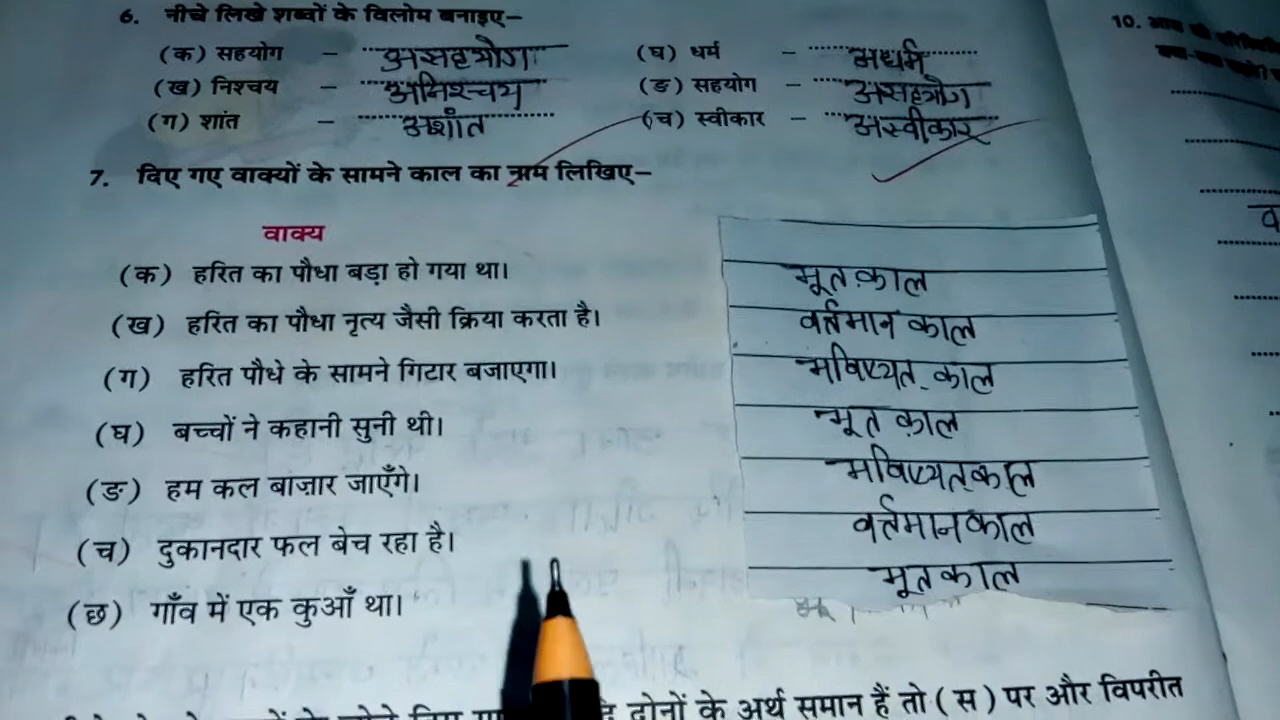 6. नीचे लिखे शब्दों के विलोम बनाइए–
(क) सहयोग – असहयोग (घ) धर्म – अधर्म
(ख) निश्चय – अनिश्चय (ङ) सहयोग – असहयोग
(ग) शांत – अशांत (च) स्वीकार – अस्वीकार
7. दिए गए वाक्यों के सामने काल का नाम लिखिए–
वाक्य
(क) हरित का पौधा बड़ा हो गया था। भूतकाल
(ख) हरित का पौधा नृत्य जैसी क्रिया करता है। वर्तमान काल
(ग) हरित पौधे के सामने गिटार बजाएगा। भविष्यत् काल
(घ) बच्चों ने कहानी सुनी थी। भूत काल
(ङ) हम कल बाज़ार जाएँगे। भविष्यत् काल
(च) दुकानदार फल बेच रहा है। वर्तमान काल
(छ) गाँव में एक कुआँ था। भूतकाल
दोनों के अर्थ समान हैं तो ( स ) पर और विपरीत
10.